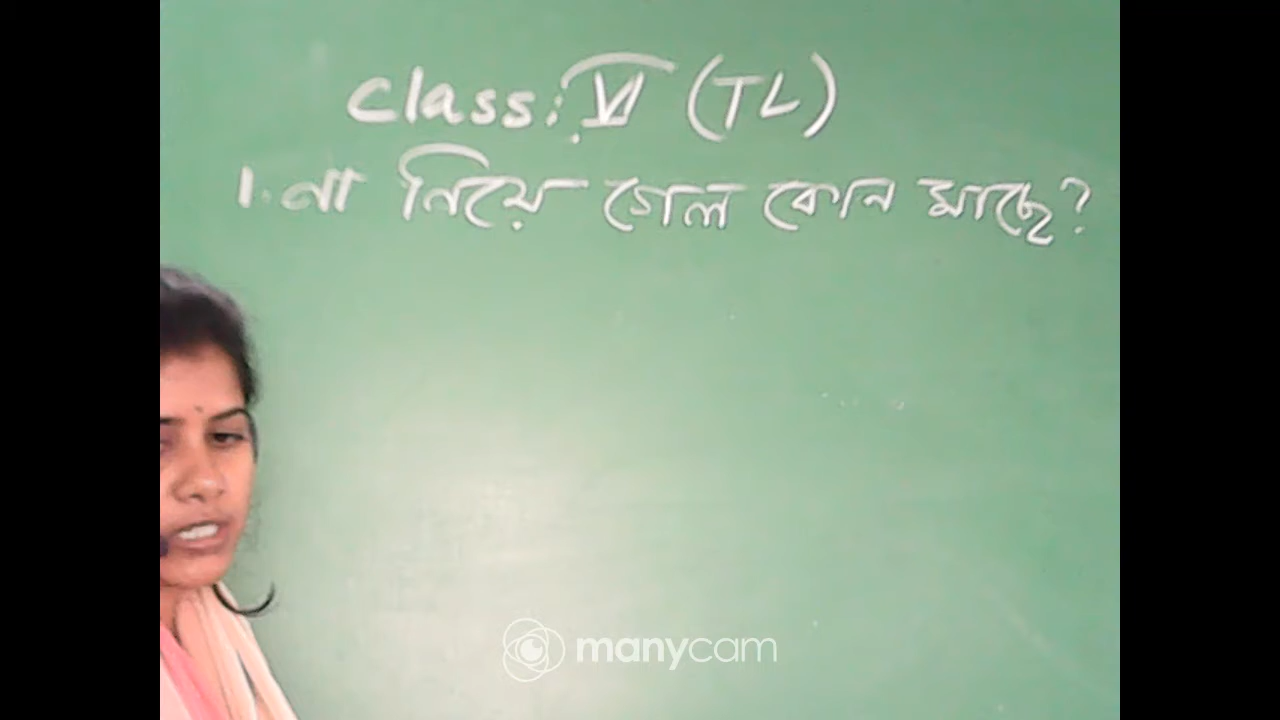 Class: VI (TL)
1. না নিয়ে গেল কোন মাছে?
manycam